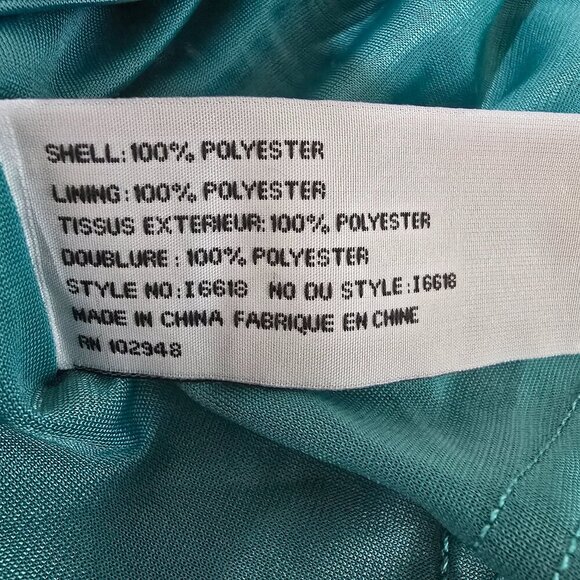 SHELL: 100% POLYESTER
LINING: 100% POLYESTER
TISSUS EXTERIEUR: 100% POLYESTER
DOUBLURE: 100% POLYESTER
STYLE NO: I6618 NO DU STYLE: I6618
MADE IN CHINA FABRIQUE EN CHINE
RN 102948